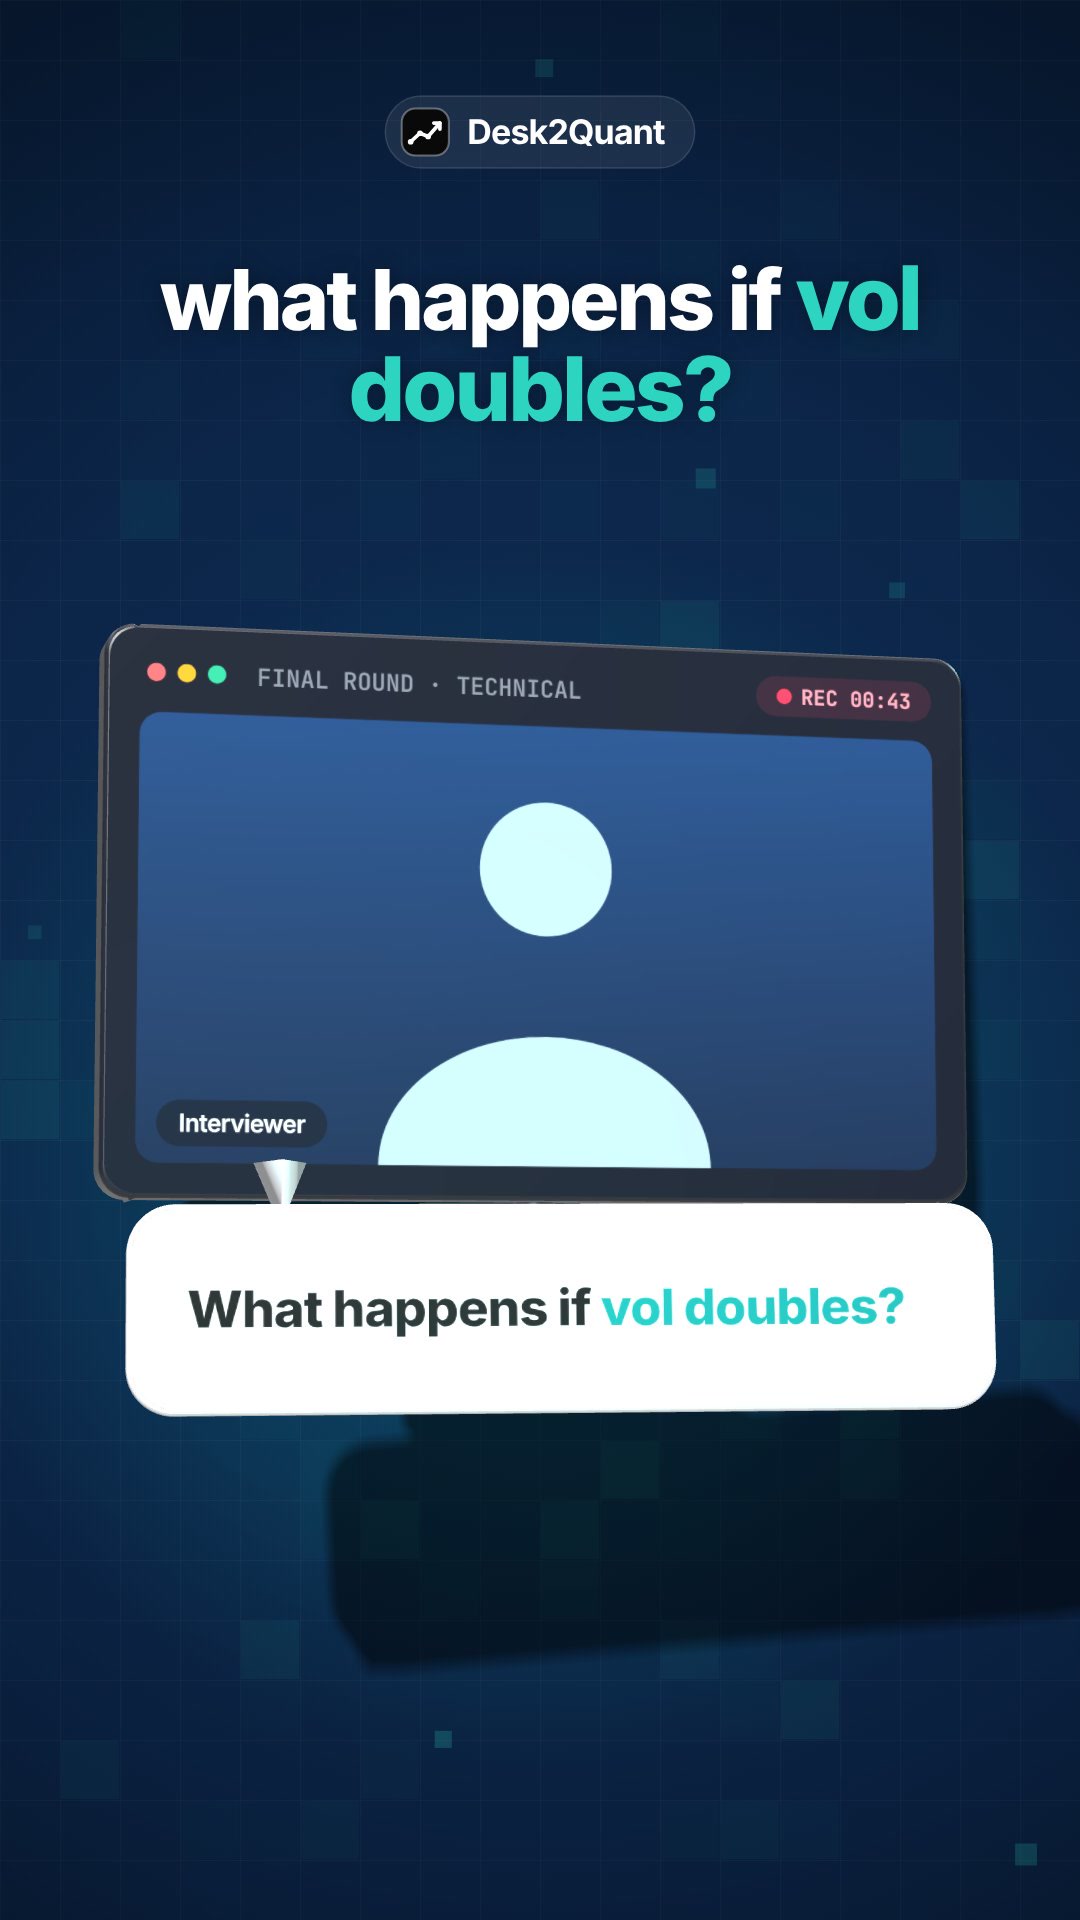 Desk2Quant
what happens if vol
doubles?
FINAL ROUND · TECHNICAL
REC 00:43
Interviewer
What happens if vol doubles?